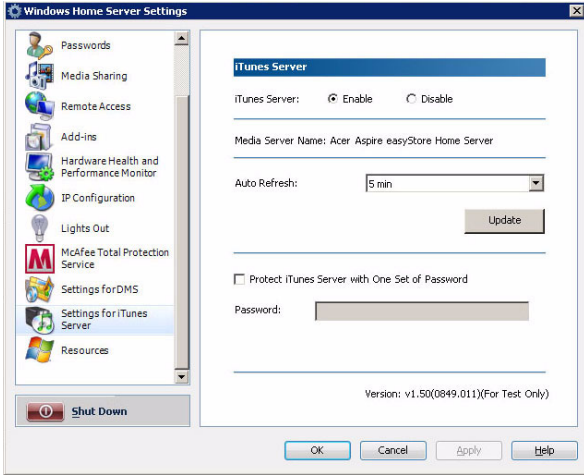 Windows Home Server Settings
Passwords
Media Sharing
Remote Access
Add-ins
Hardware Health and
Performance Monitor
IP Configuration
Lights Out
McAfee Total Protection
Service
Settings for DMS
Settings for iTunes
Server
Resources
Shut Down
iTunes Server
iTunes Server: Enable Disable
Media Server Name: Acer Aspire easyStore Home Server
Auto Refresh: 5 min
Update
Protect iTunes Server with One Set of Password
Password:
Version: v1.50(0849.011)(For Test Only)
OK Cancel Apply Help